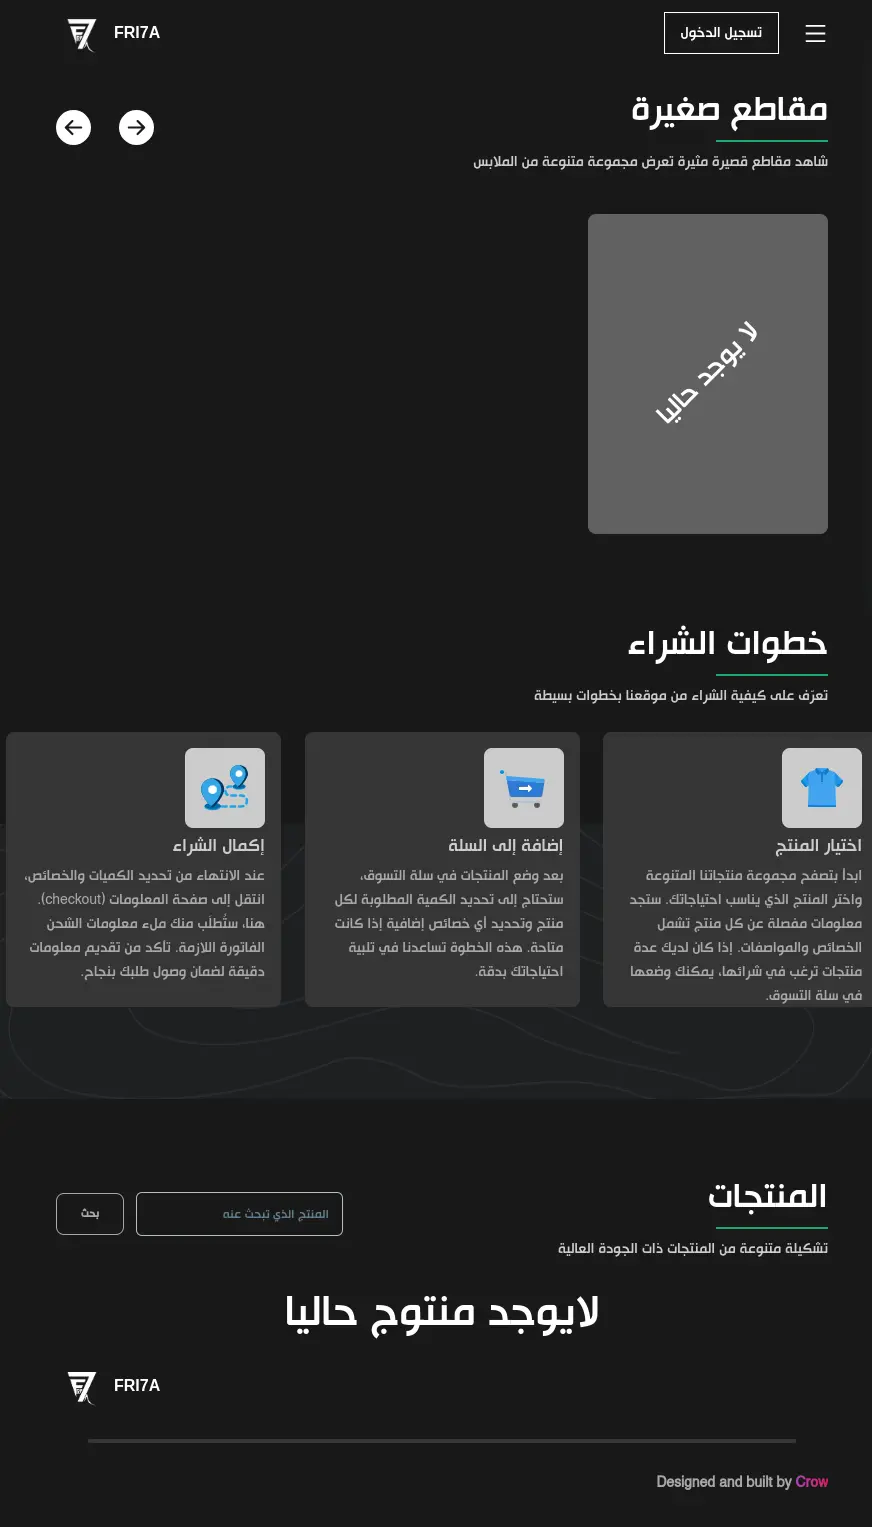 FRI7A
تسجيل الدخول
مقاطع صغيرة
شاهد مقاطع قصيرة مثيرة تعرض مجموعة متنوعة من الملابس
لا يوجد حاليا
خطوات الشراء
تعرّف على كيفية الشراء من موقعنا بخطوات بسيطة
اختيار المنتج
ابدأ بتصفح مجموعة منتجاتنا المتنوعة
واختر المنتج الذي يناسب احتياجاتك. ستجد
معلومات مفصلة عن كل منتج تشمل
الخصائص والمواصفات. إذا كان لديك عدة
منتجات ترغب في شرائها، يمكنك وضعها
في سلة التسوق.
إضافة إلى السلة
بعد وضع المنتجات في سلة التسوق،
ستحتاج إلى تحديد الكمية المطلوبة لكل
منتج وتحديد أي خصائص إضافية إذا كانت
متاحة. هذه الخطوة تساعدنا في تلبية
احتياجاتك بدقة.
إكمال الشراء
عند الانتهاء من تحديد الكميات والخصائص،
انتقل إلى صفحة المعلومات (checkout).
هنا، ستُطلَب منك ملء معلومات الشحن
الفاتورة اللازمة. تأكد من تقديم معلومات
دقيقة لضمان وصول طلبك بنجاح.
المنتجات
تشكيلة متنوعة من المنتجات ذات الجودة العالية
المنتج الذي تبحث عنه
بحث
لايوجد منتوج حاليا
FRI7A
Designed and built by Crow